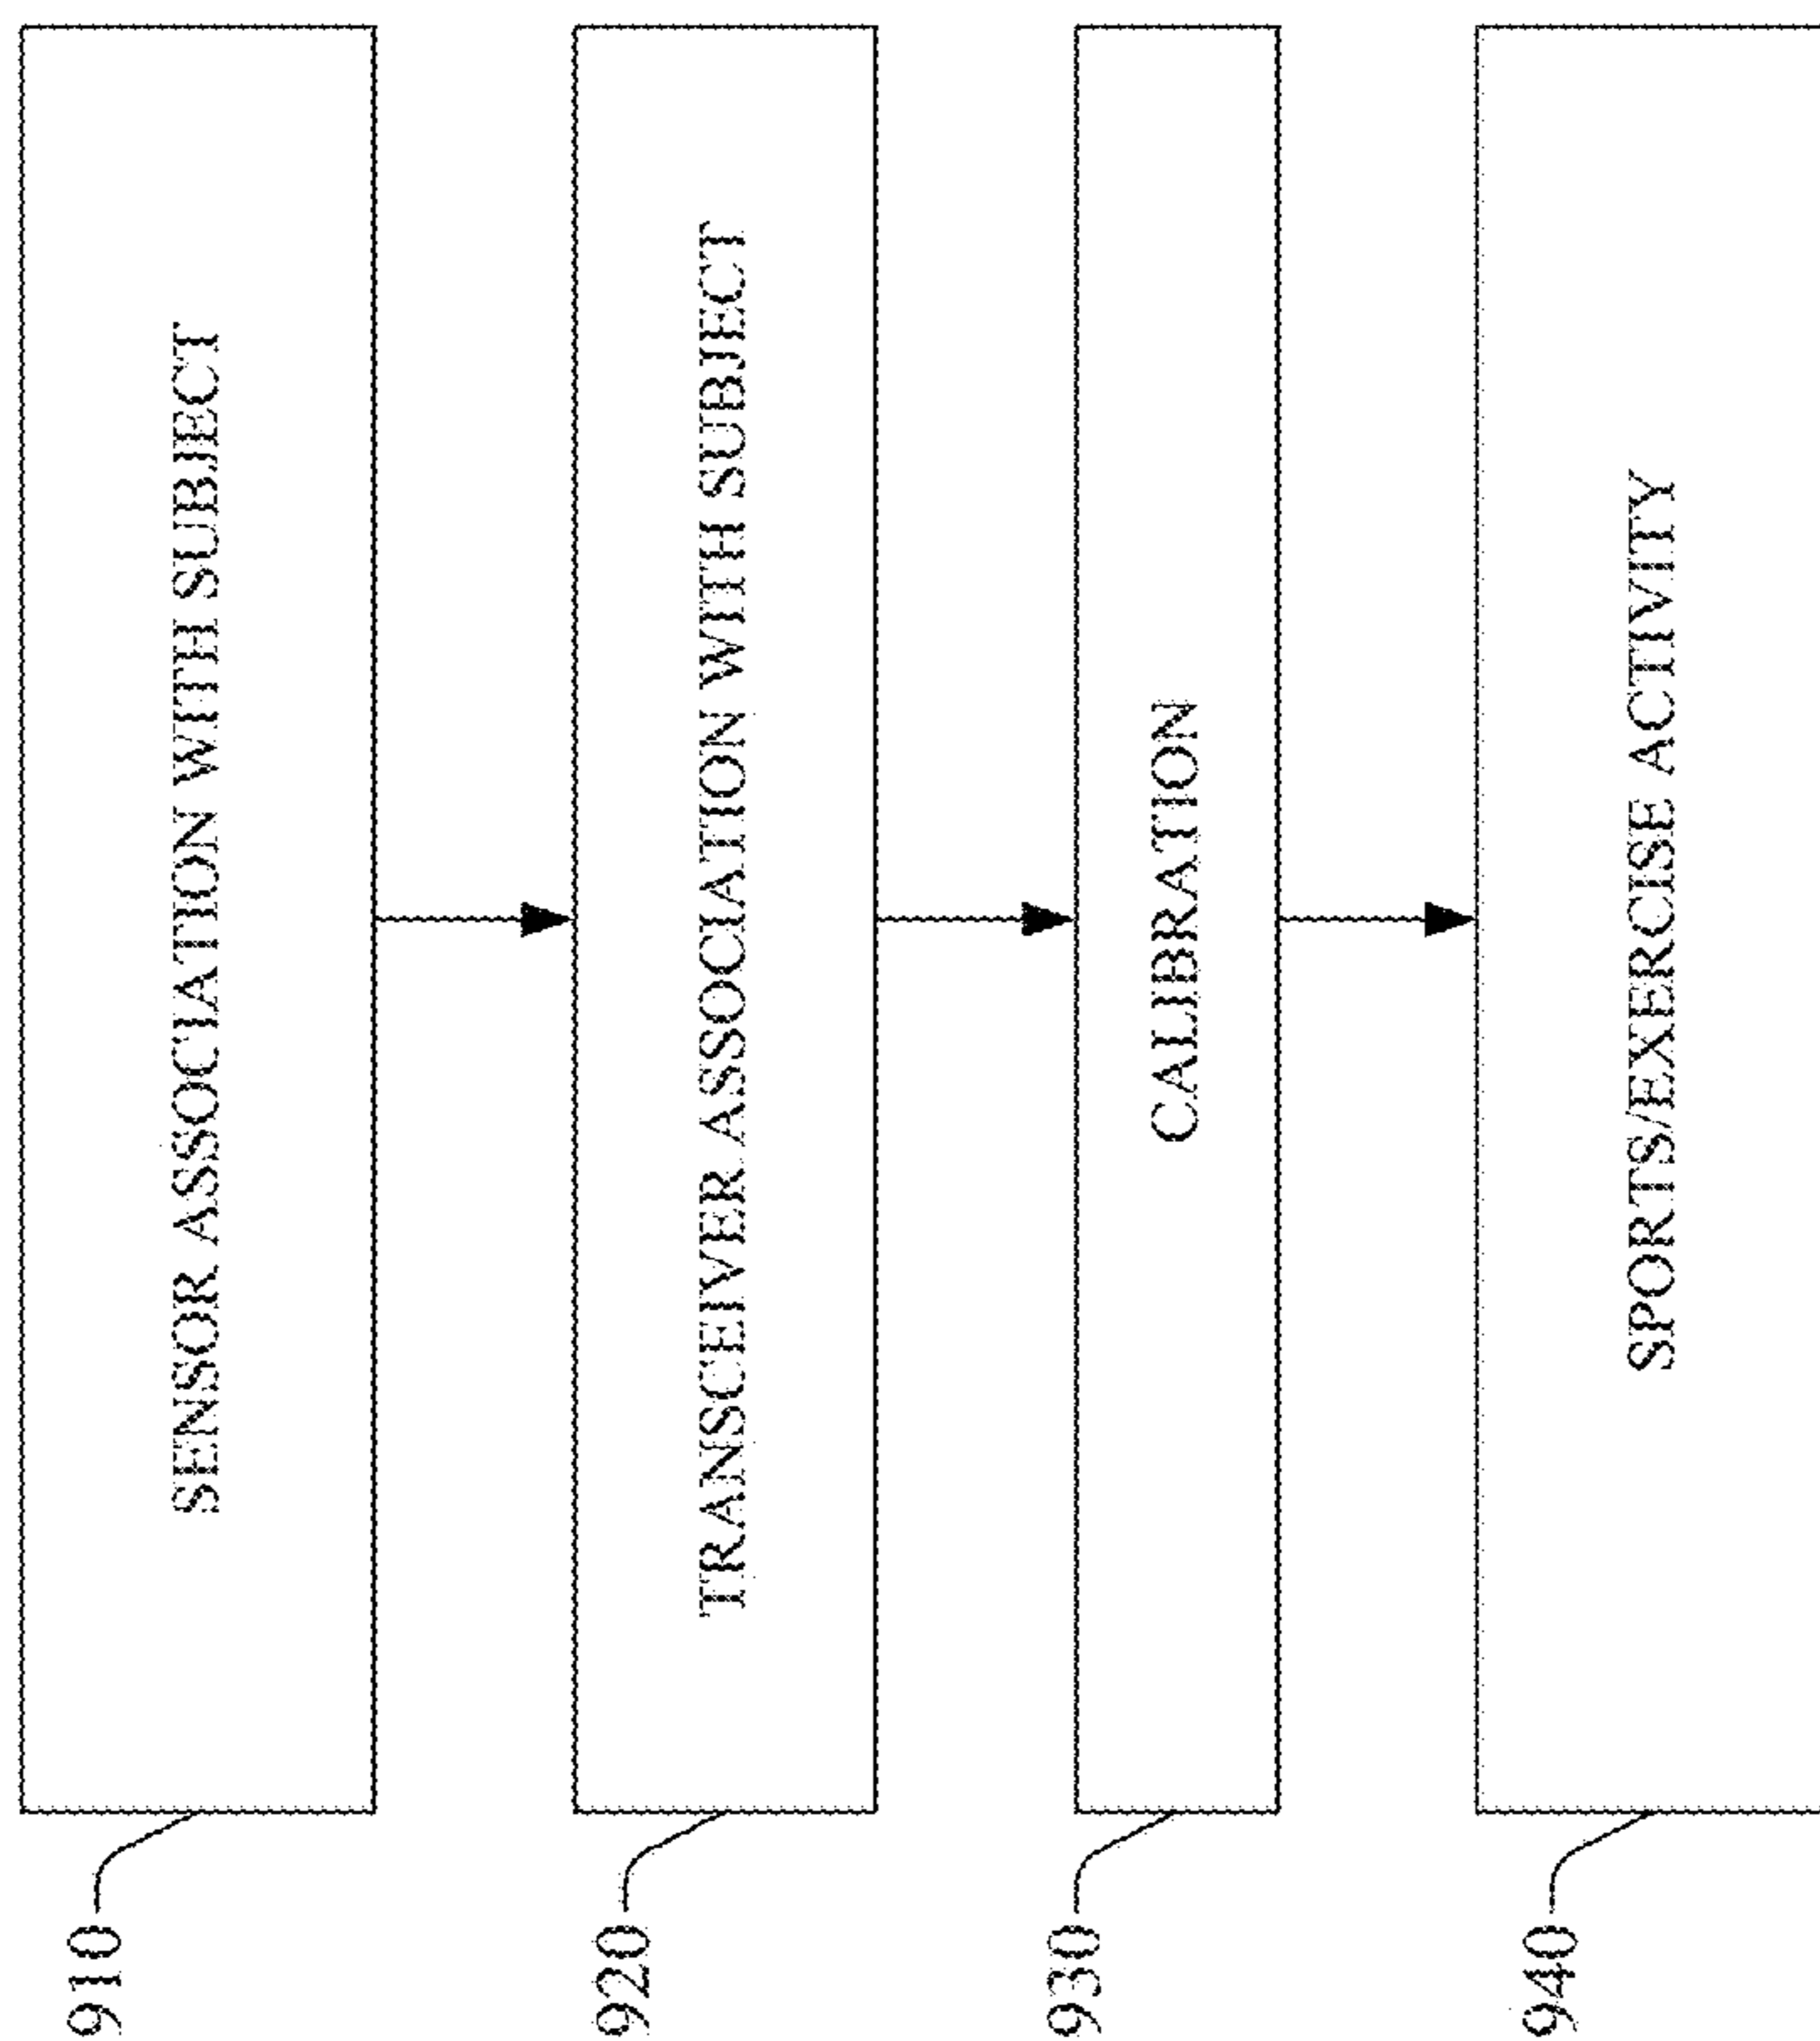 910
SENSOR ASSOCIATION WITH SUBJECT
920
TRANSCEIVER ASSOCIATION WITH SUBJECT
930
CALIBRATION
940
SPORTS/EXERCISE ACTIVITY